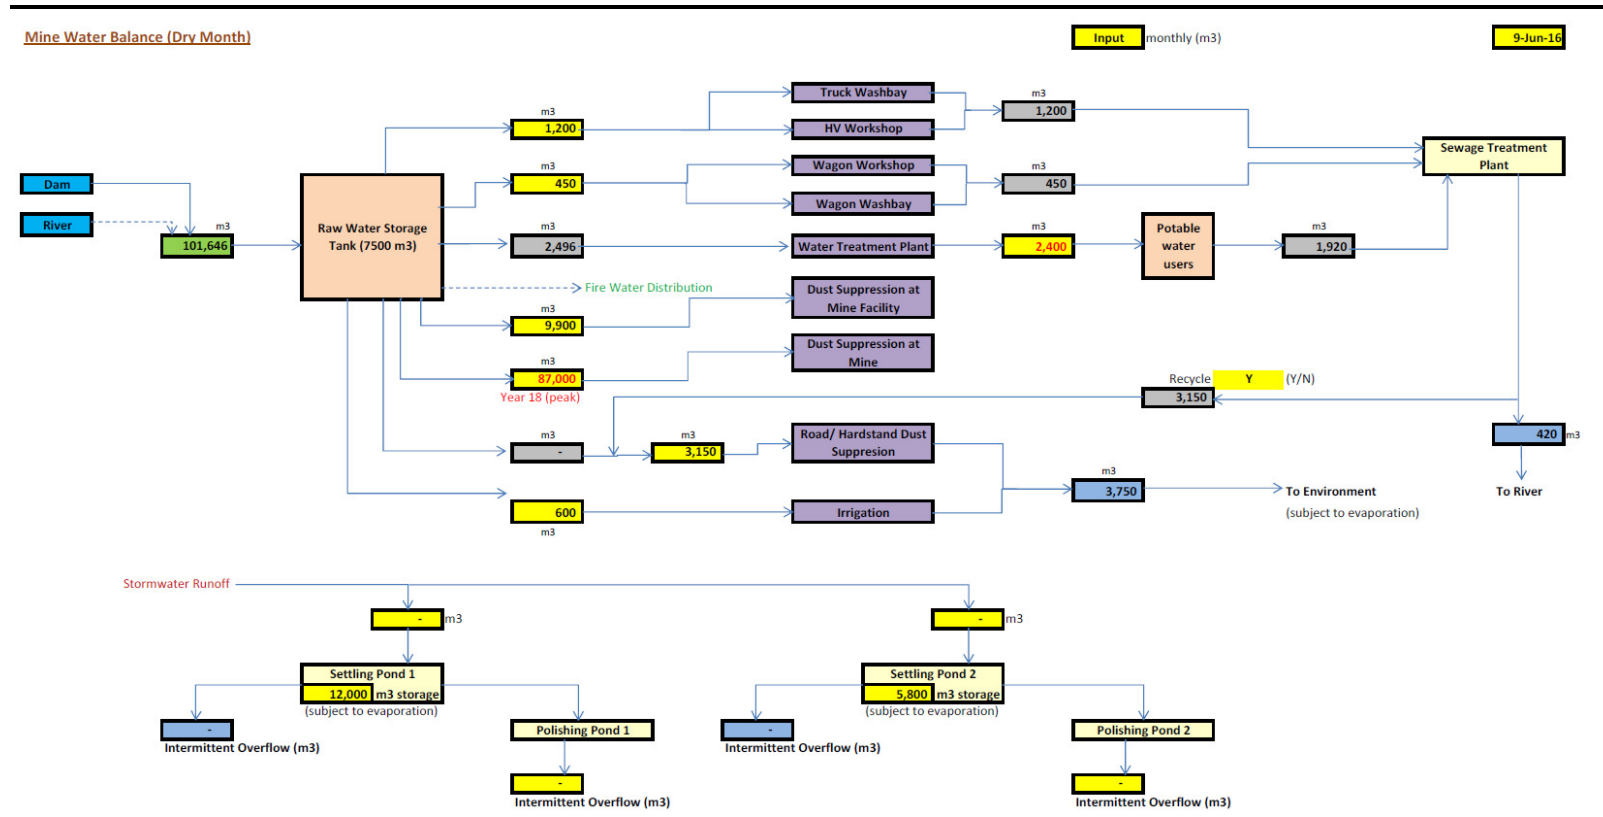 Mine Water Balance (Dry Month)
Input monthly (m3)
9-Jun-16
m3
1,200
Truck Washbay
HV Workshop
m3
1,200
m3
450
Wagon Workshop
Wagon Washbay
m3
450
Sewage Treatment
Plant
Dam
River
m3
101,646
Raw Water Storage
Tank (7500 m3)
2,496
Water Treatment Plant
m3
2,400
Potable
water
users
m3
1,920
Fire Water Distribution
m3
9,900
Dust Suppression at
Mine Facility
m3
87,000
Year 18 (peak)
Dust Suppression at
Mine
Recycle Y (Y/N)
3,150
m3
-
m3
3,150
Road/ Hardstand Dust
Suppresion
420 m3
To River
m3
3,750
To Environment
(subject to evaporation)
600
m3
Irrigation
Stormwater Runoff
- m3
- m3
Settling Pond 1
12,000 m3 storage
(subject to evaporation)
Settling Pond 2
5,800 m3 storage
(subject to evaporation)
-
Intermittent Overflow (m3)
Polishing Pond 1
-
Intermittent Overflow (m3)
-
Intermittent Overflow (m3)
Polishing Pond 2
-
Intermittent Overflow (m3)